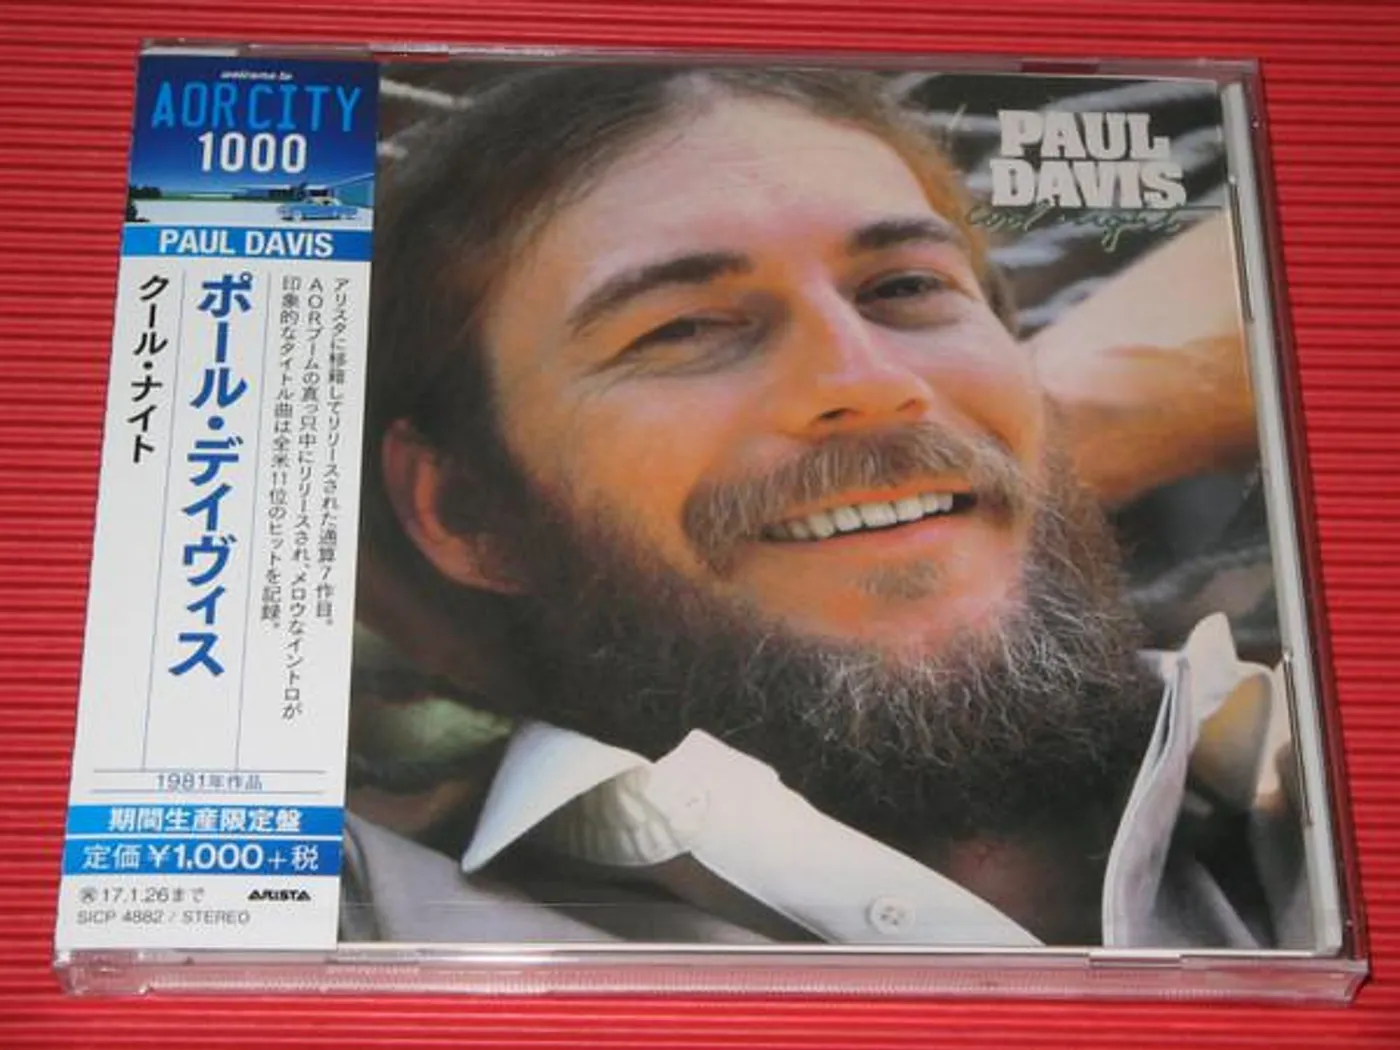 welcome to
AOR CITY
1000
PAUL DAVIS
アリスタに移籍してリリースされた通算7作目。
AORブームの真っ只中にリリースされ、メロウなイントロが
印象的なタイトル曲は全米11位のヒットを記録。
ポール・デイヴィス
クール・ナイト
1981年作品
期間生産限定盤
定価¥1,000+税
17.1.26まで
ARISTA
SICP 4882 / STEREO
PAUL
DAVIS
Cool nights